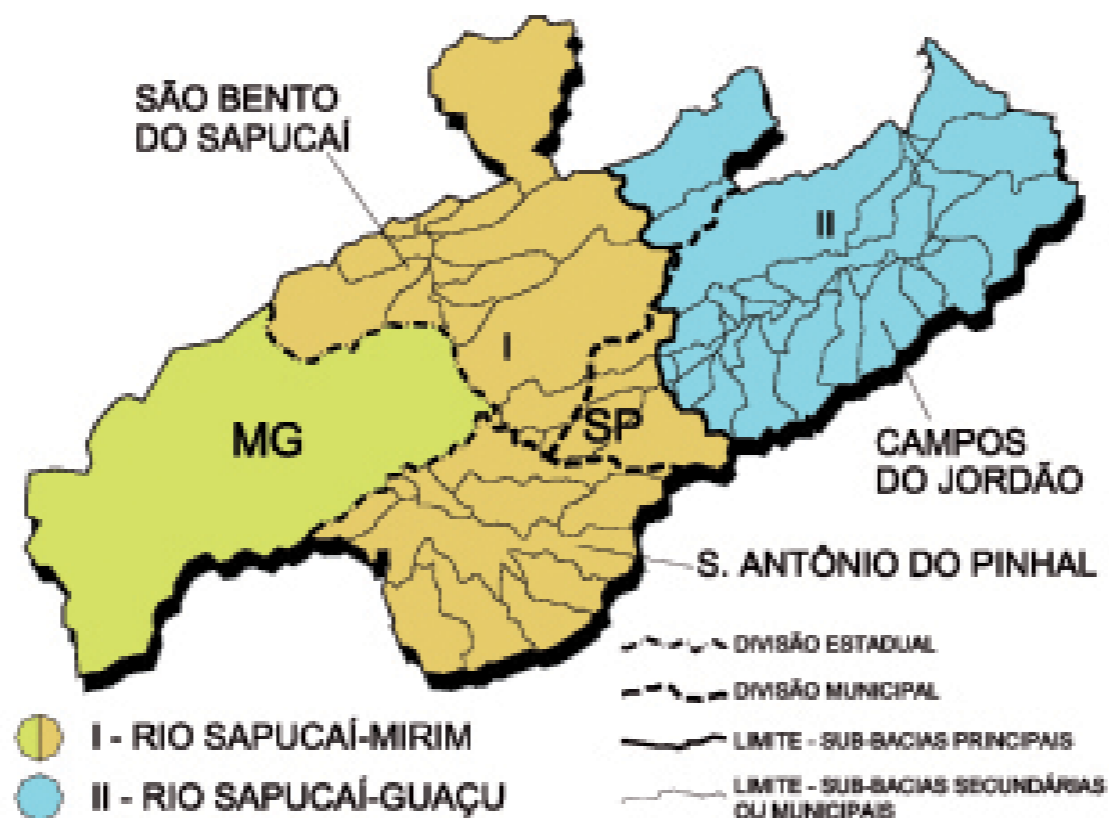 SÃO BENTO
DO SAPUCAÍ
II
I
MG
SP
CAMPOS
DO JORDÃO
S. ANTÔNIO DO PINHAL
DIVISÃO ESTADUAL
DIVISÃO MUNICIPAL
I - RIO SAPUCAÍ-MIRIM
LIMITE - SUB-BACIAS PRINCIPAIS
II - RIO SAPUCAÍ-GUAÇU
LIMITE - SUB-BACIAS SECUNDÁRIAS
OU MUNICIPAIS